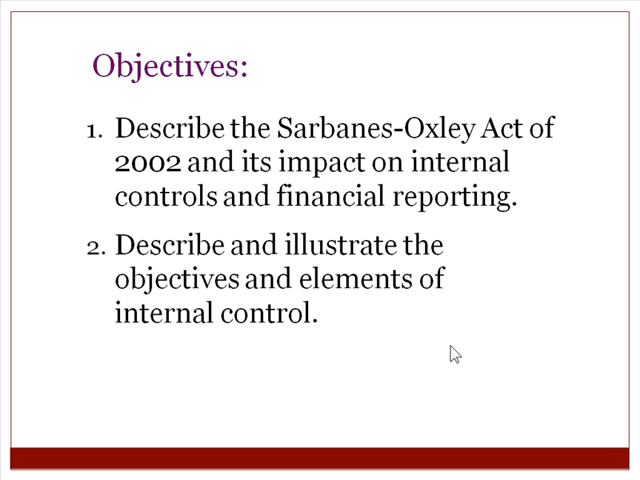 Objectives:
1. Describe the Sarbanes-Oxley Act of
2002 and its impact on internal
controls and financial reporting.
2. Describe and illustrate the
objectives and elements of
internal control.